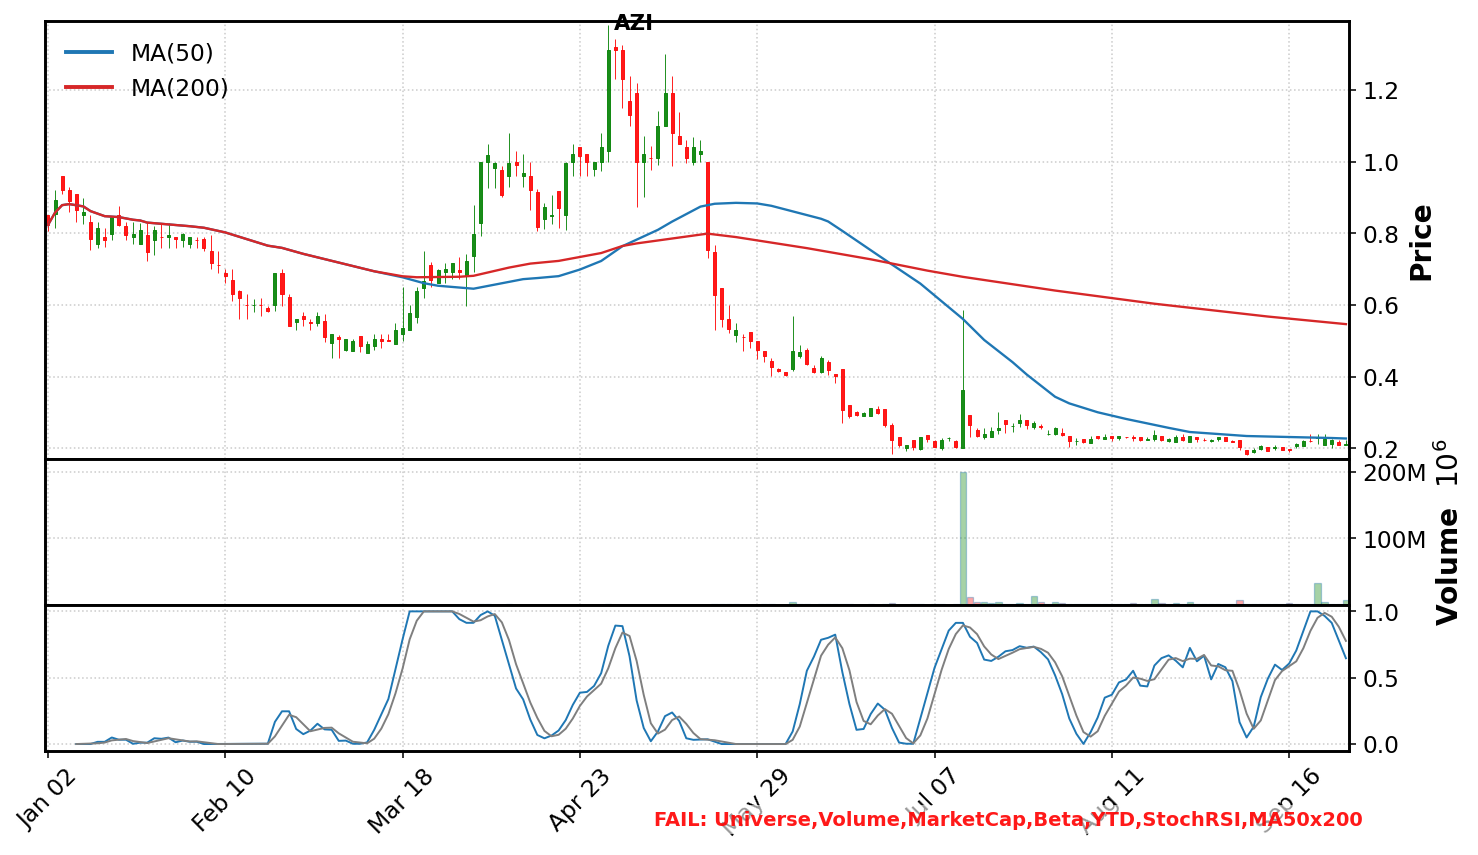 AZI
MA(50)
MA(200)
1.2
1.0
0.8
0.6
0.4
0.2
Price
200M
100M
Volume 10^6
1.0
0.5
0.0
Jan 02
Feb 10
Mar 18
Apr 23
May 29
Jul 07
Aug 11
Sep 16
FAIL: Universe,Volume,MarketCap,Beta,YTD,StochRSI,MA50x200